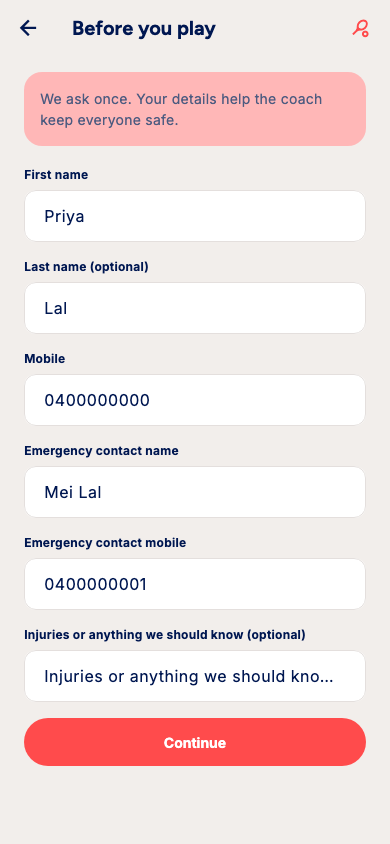 Before you play
We ask once. Your details help the coach
keep everyone safe.
First name
Priya
Last name (optional)
Lal
Mobile
0400000000
Emergency contact name
Mei Lal
Emergency contact mobile
0400000001
Injuries or anything we should know (optional)
Injuries or anything we should kno...
Continue